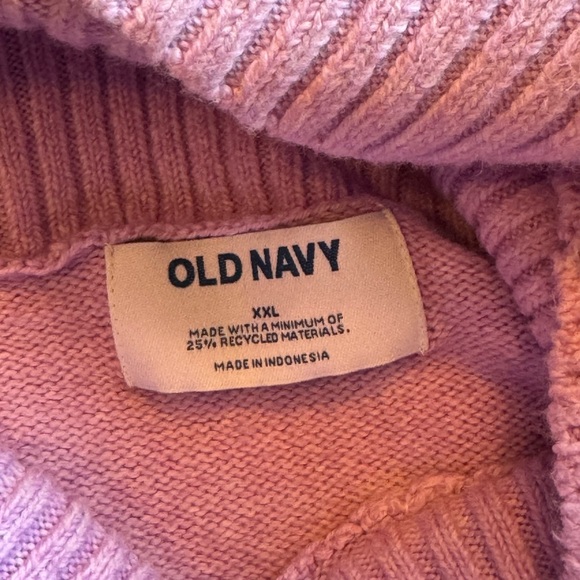 OLD NAVY
XXL
MADE WITH A MINIMUM OF
25% RECYCLED MATERIALS.
MADE IN INDONESIA